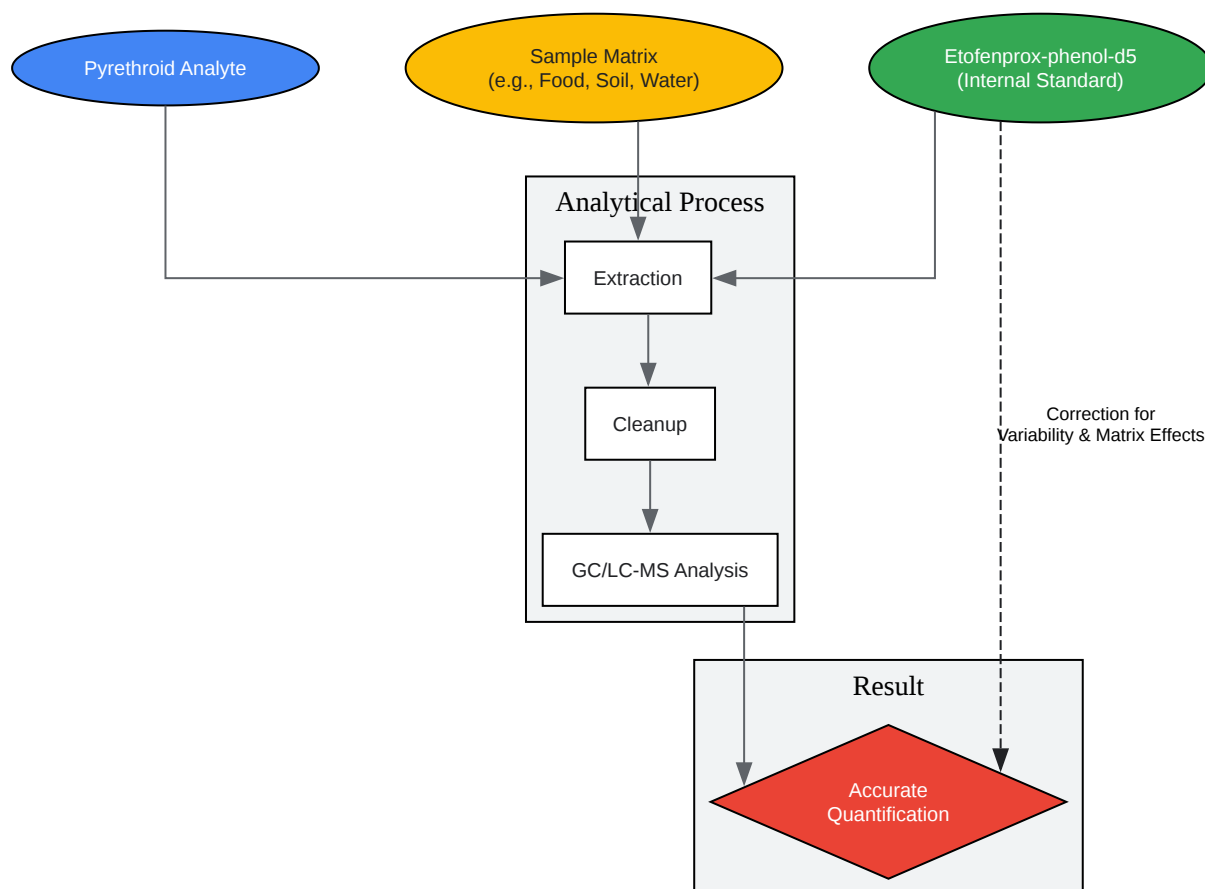 Pyrethroid Analyte
Sample Matrix
(e.g., Food, Soil, Water)
Etofenprox-phenol-d5
(Internal Standard)
Analytical Process
Extraction
Cleanup
GC/LC-MS Analysis
Correction for
Variability & Matrix Effects
Result
Accurate
Quantification